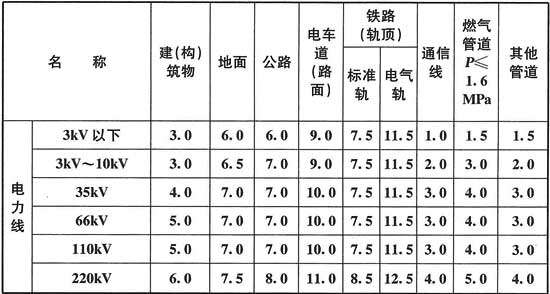 名 称 建(构)筑物 地面 公路 电车道(路面) 铁路(轨顶) 标准轨 电气轨 通信线 燃气管道P≤1.6MPa 其他管道
电力线
3kV以下 3.0 6.0 6.0 9.0 7.5 11.5 1.0 1.5 1.5
3kV～10kV 3.0 6.5 7.0 9.0 7.5 11.5 2.0 3.0 2.0
35kV 4.0 7.0 7.0 10.0 7.5 11.5 3.0 4.0 3.0
66kV 5.0 7.0 7.0 10.0 7.5 11.5 3.0 4.0 3.0
110kV 5.0 7.0 7.0 10.0 7.5 11.5 3.0 4.0 3.0
220kV 6.0 7.5 8.0 11.0 8.5 12.5 4.0 5.0 4.0